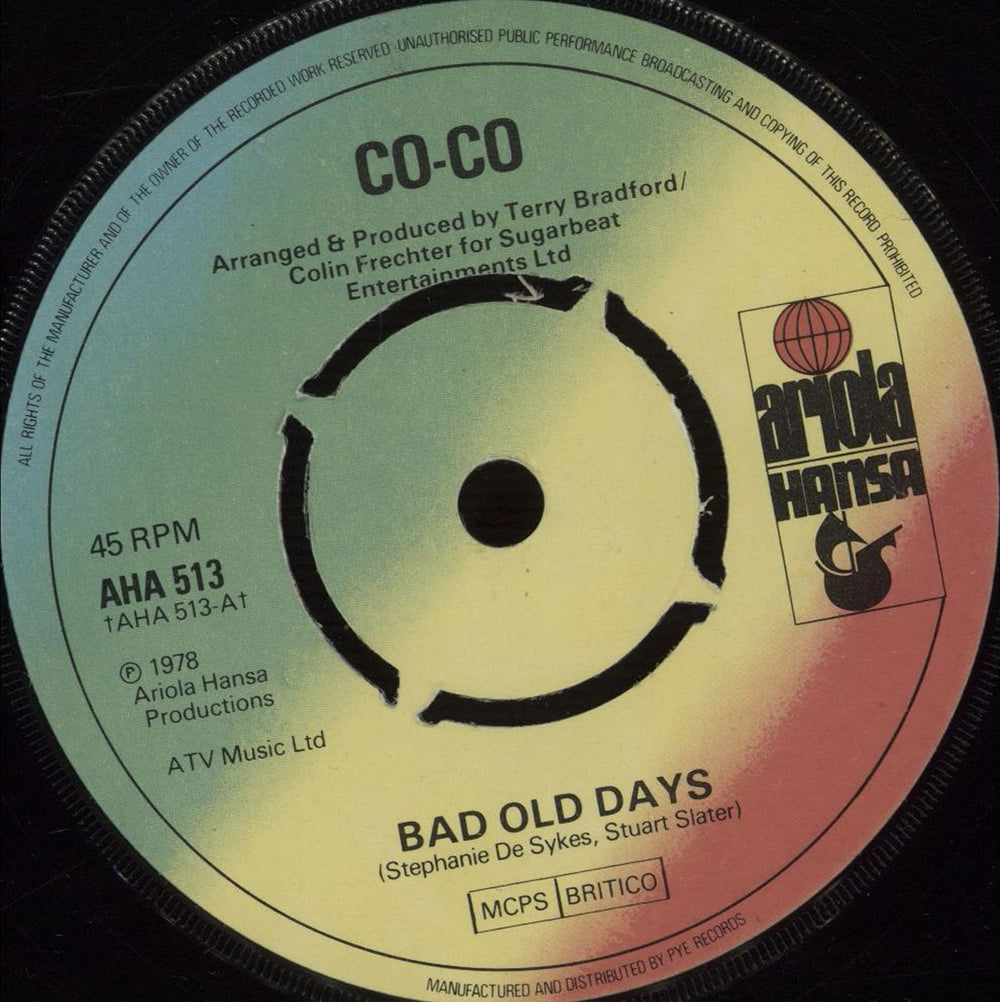 ALL RIGHTS OF THE MANUFACTURER AND OF THE OWNER OF THE RECORDED WORK RESERVED UNAUTHORISED PUBLIC PERFORMANCE BROADCASTING AND COPYING OF THIS RECORD PROHIBITED
CO-CO
Arranged & Produced by Terry Bradford/
Colin Frechter for Sugarbeat
Entertainments Ltd
ariola
HANSA
45 RPM
AHA 513
†AHA 513-A†
℗ 1978
Ariola Hansa
Productions
ATV Music Ltd
BAD OLD DAYS
(Stephanie De Sykes, Stuart Slater)
MCPS BRITICO
MANUFACTURED AND DISTRIBUTED BY PYE RECORDS